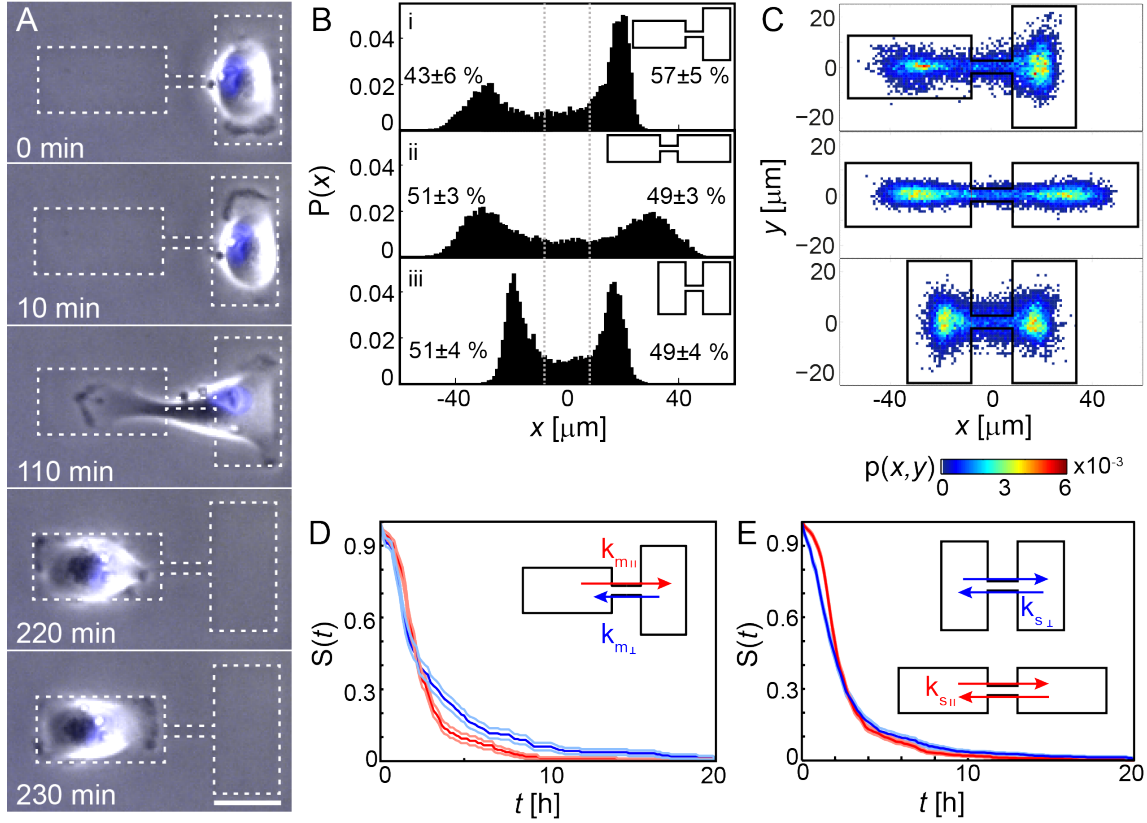 A
0 min
10 min
110 min
220 min
230 min
B
P(x)
i
0.04
0.02
0
43±6 %
57±5 %
ii
0.04
0.02
0
51±3 %
49±3 %
iii
0.04
0.02
0
51±4 %
49±4 %
-40 0 40
x [μm]
C
y [μm]
20
0
−20
20
0
−20
20
0
−20
-40 0 40
x [μm]
p(x,y)
0 3 6
x10⁻³
D
S(t)
0.9
0.6
0.3
0
0 10 20
t [h]
k_m∥
k_m⊥
E
S(t)
0.9
0.6
0.3
0
0 10 20
t [h]
k_s⊥
k_s∥